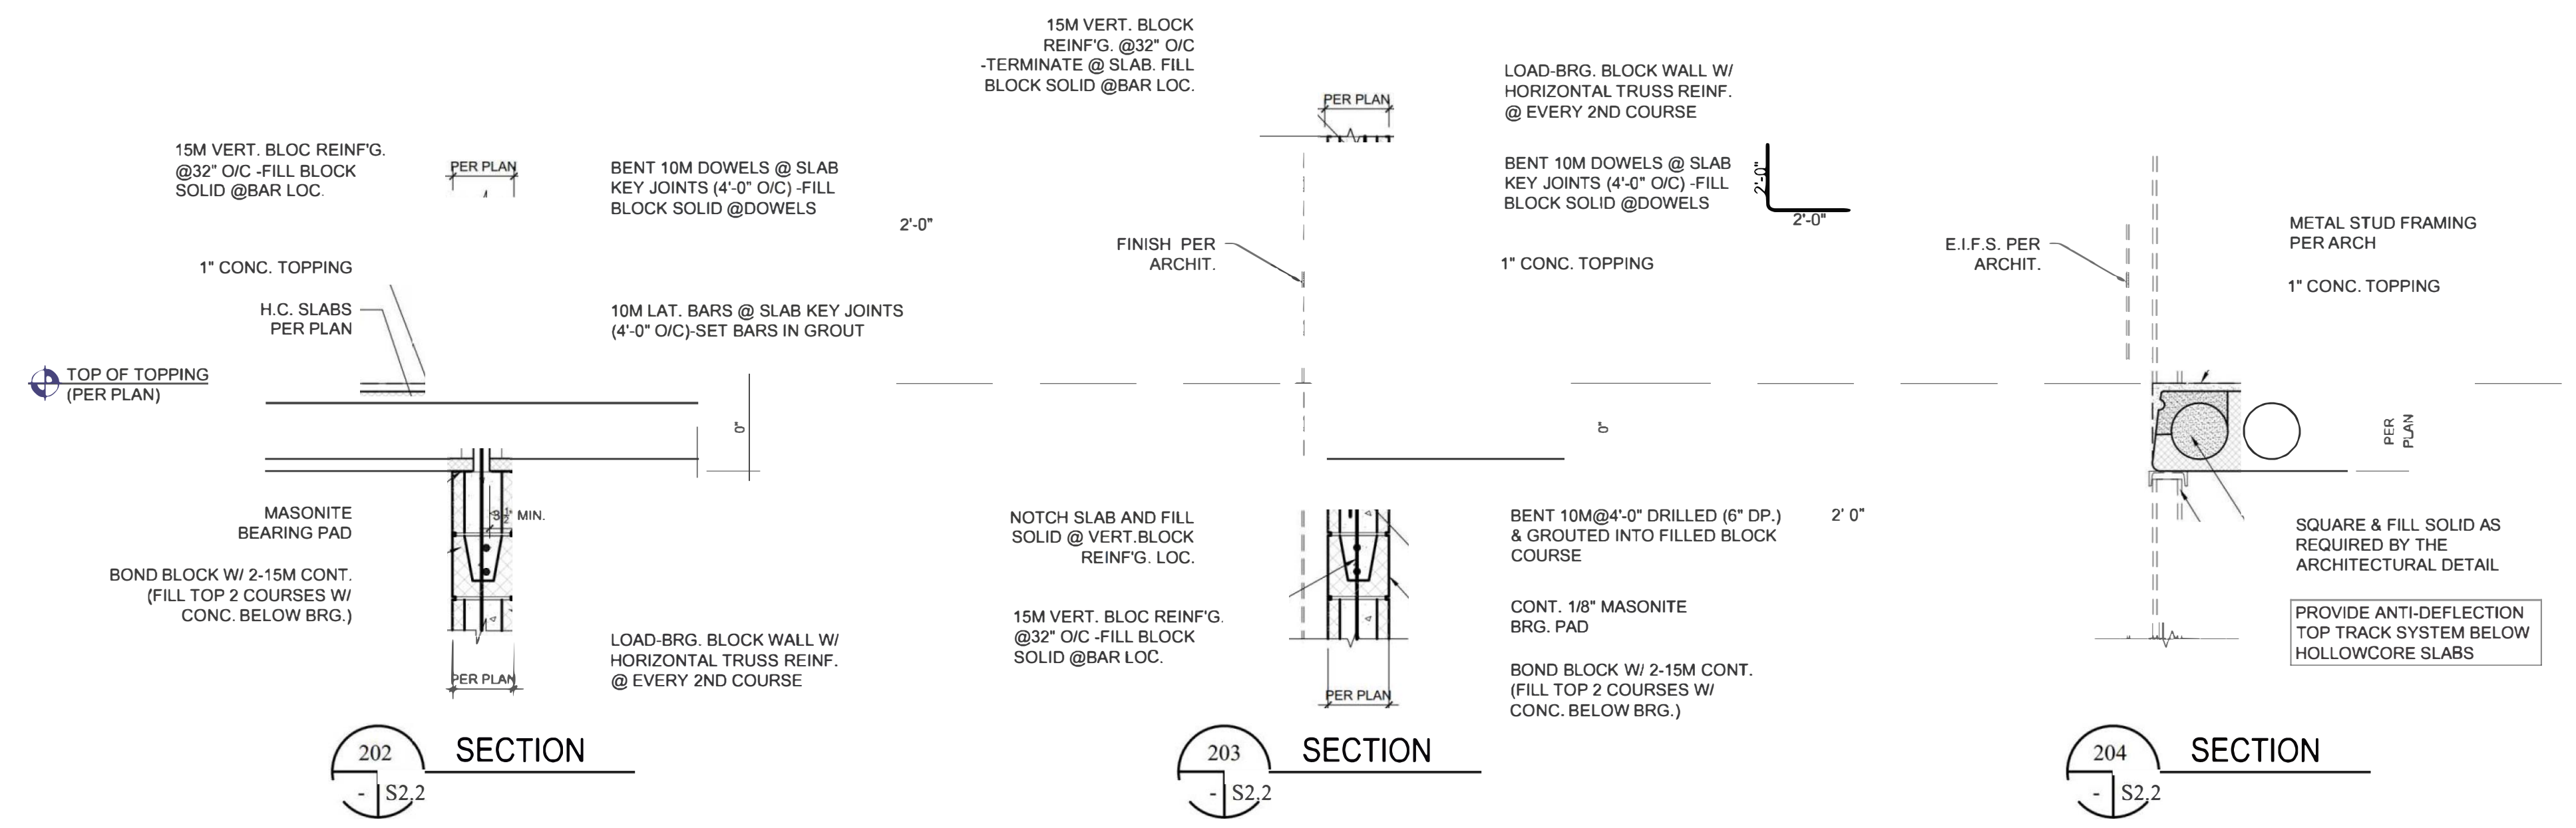 15M VERT. BLOC REINF'G.
@32" O/C -FILL BLOCK
SOLID @BAR LOC.
PER PLAN
BENT 10M DOWELS @ SLAB
KEY JOINTS (4'-0" O/C) -FILL
BLOCK SOLID @DOWELS
2'-0"
1" CONC. TOPPING
H.C. SLABS
PER PLAN
10M LAT. BARS @ SLAB KEY JOINTS
(4'-0" O/C)-SET BARS IN GROUT
TOP OF TOPPING
(PER PLAN)
0"
MASONITE
BEARING PAD
3½" MIN.
BOND BLOCK W/ 2-15M CONT.
(FILL TOP 2 COURSES W/
CONC. BELOW BRG.)
LOAD-BRG. BLOCK WALL W/
HORIZONTAL TRUSS REINF.
@ EVERY 2ND COURSE
PER PLAN
202
SECTION
- S2.2
15M VERT. BLOCK
REINF'G. @32" O/C
-TERMINATE @ SLAB. FILL
BLOCK SOLID @BAR LOC.
PER PLAN
LOAD-BRG. BLOCK WALL W/
HORIZONTAL TRUSS REINF.
@ EVERY 2ND COURSE
BENT 10M DOWELS @ SLAB
KEY JOINTS (4'-0" O/C) -FILL
BLOCK SOLID @DOWELS
2'-0"
2'-0"
FINISH PER
ARCHIT.
1" CONC. TOPPING
0"
NOTCH SLAB AND FILL
SOLID @ VERT.BLOCK
REINF'G. LOC.
BENT 10M@4'-0" DRILLED (6" DP.)
& GROUTED INTO FILLED BLOCK
COURSE
2' 0"
15M VERT. BLOC REINF'G.
@32" O/C -FILL BLOCK
SOLID @BAR LOC.
CONT. 1/8" MASONITE
BRG. PAD
BOND BLOCK W/ 2-15M CONT.
(FILL TOP 2 COURSES W/
CONC. BELOW BRG.)
PER PLAN
203
SECTION
- S2.2
E.I.F.S. PER
ARCHIT.
METAL STUD FRAMING
PER ARCH
1" CONC. TOPPING
PER
PLAN
SQUARE & FILL SOLID AS
REQUIRED BY THE
ARCHITECTURAL DETAIL
PROVIDE ANTI-DEFLECTION
TOP TRACK SYSTEM BELOW
HOLLOWCORE SLABS
204
SECTION
- S2.2